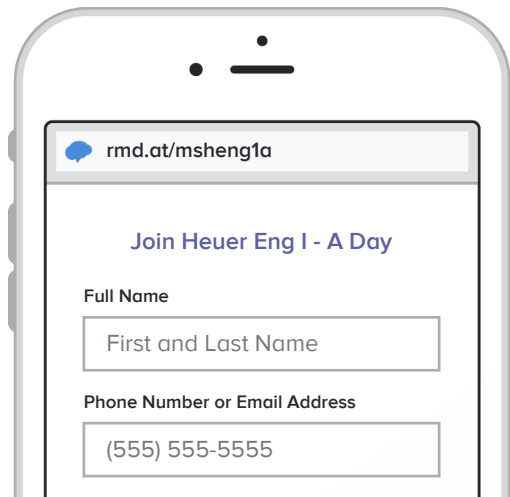 rmd.at/msheng1a
Join Heuer Eng I - A Day
Full Name
First and Last Name
Phone Number or Email Address
(555) 555-5555